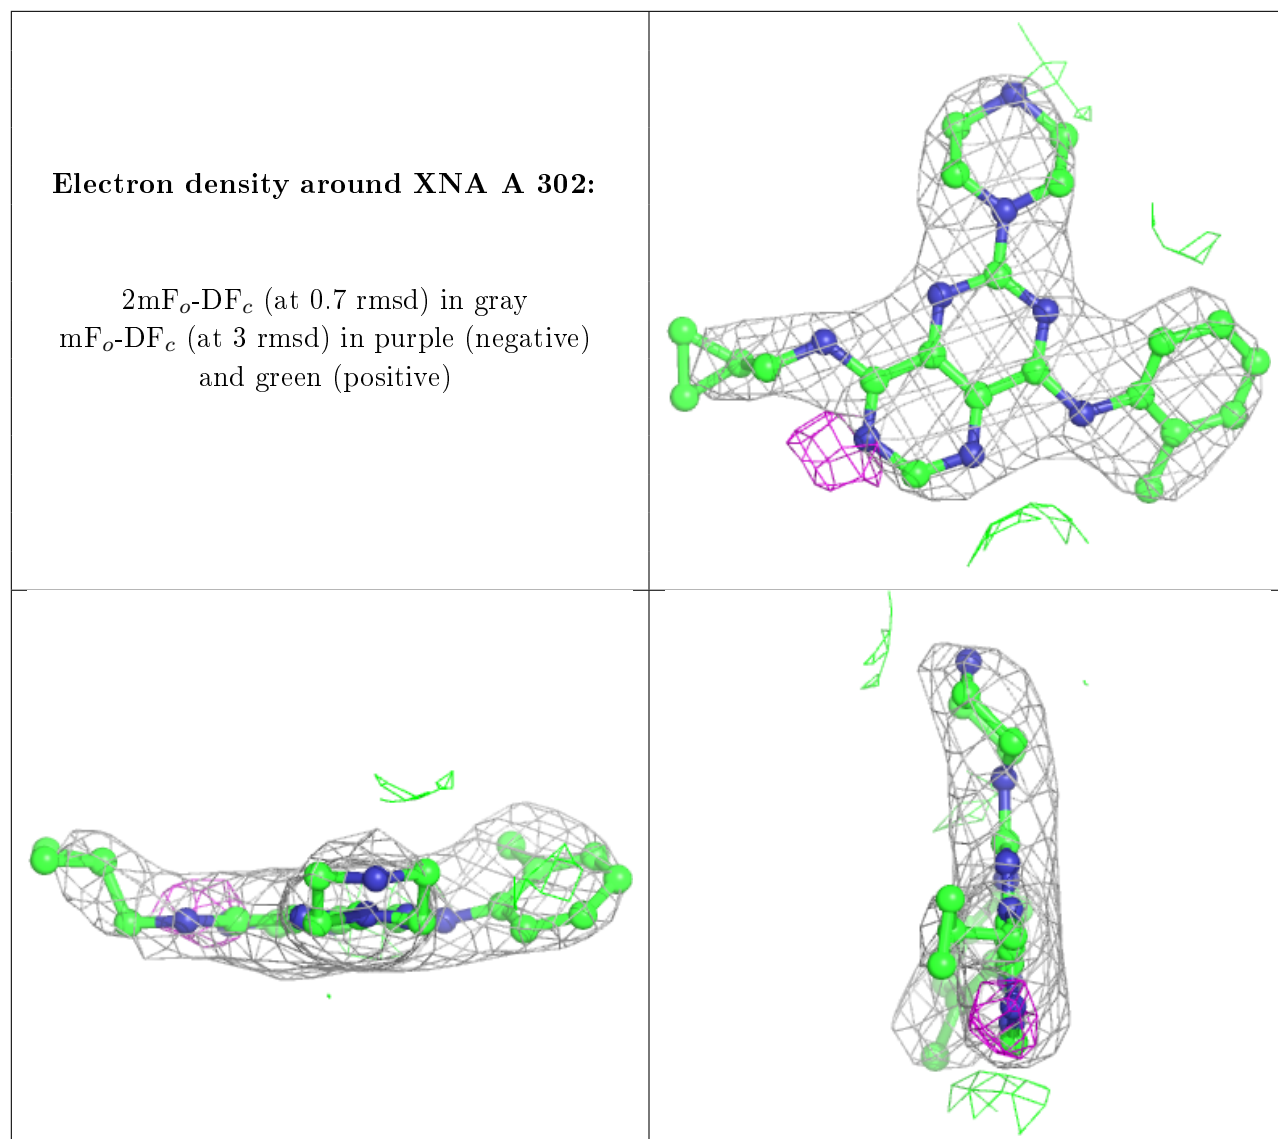 Electron density around XNA A 302:
2mFo-DFc (at 0.7 rmsd) in gray
mFo-DFc (at 3 rmsd) in purple (negative)
and green (positive)